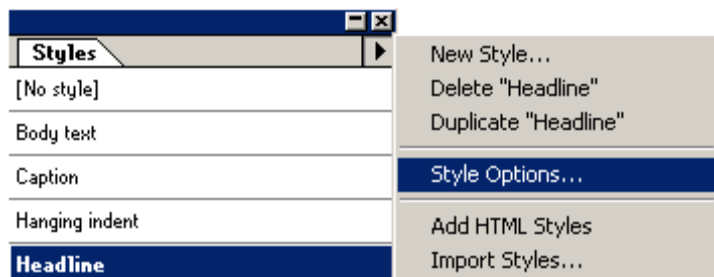 Styles
[No style]
Body text
Caption
Hanging indent
Headline
New Style...
Delete "Headline"
Duplicate "Headline"
Style Options...
Add HTML Styles
Import Styles...